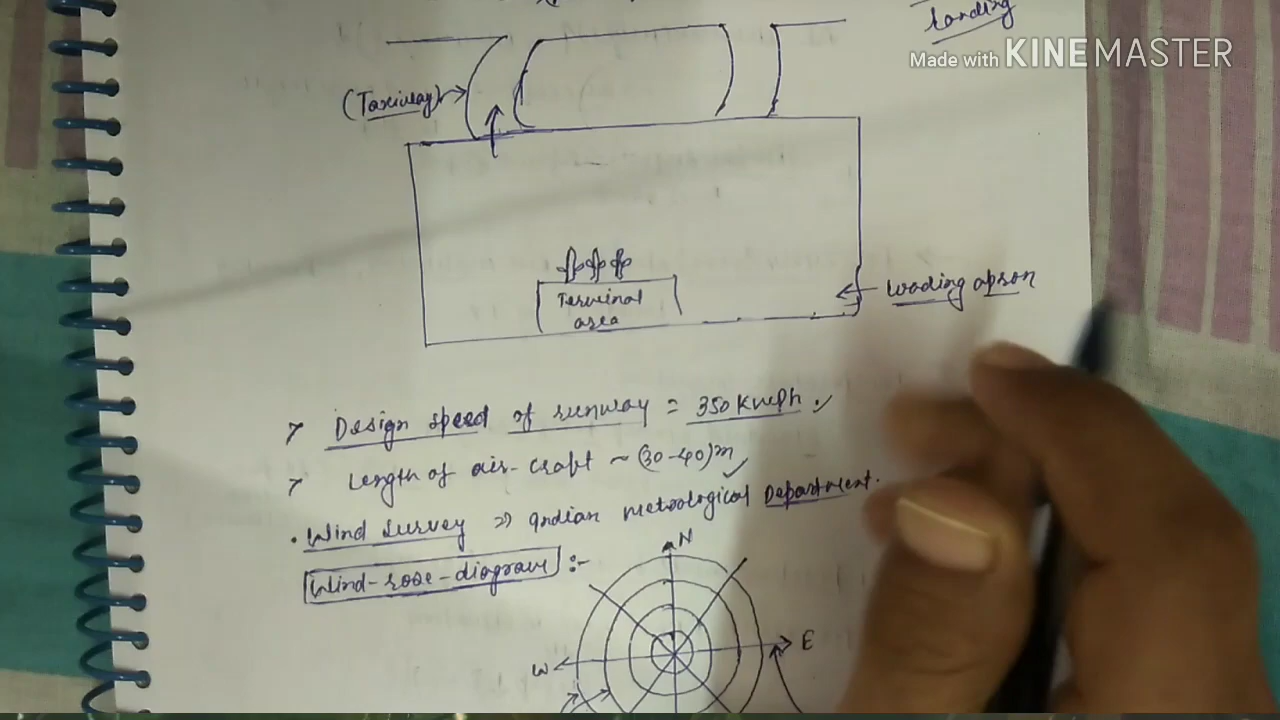 landing
Made with KINEMASTER
(Taxiway)
Terminal
area
Loading apron
> Design speed of runway = 350 Kmph.
> Length of air-craft ~ (30-40)m
• Wind survey => Indian metrological Department.
Wind-rose-diagram :-
N
W
E